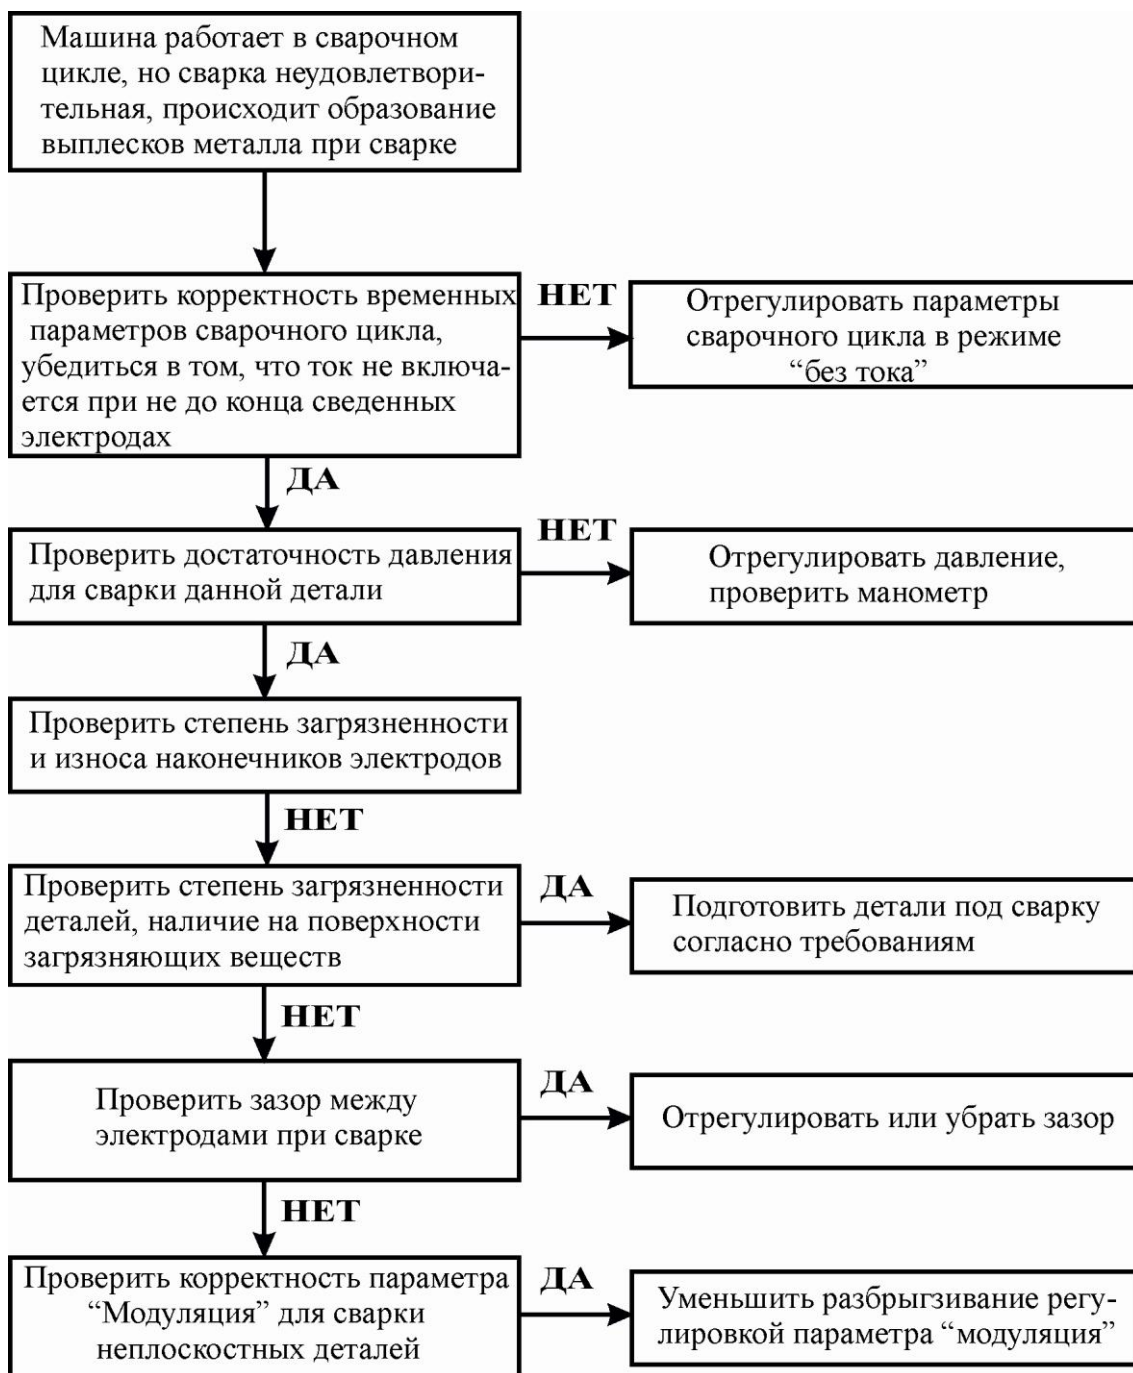 Машина работает в сварочном
цикле, но сварка неудовлетвори-
тельная, происходит образование
выплесков металла при сварке
Проверить корректность временных
параметров сварочного цикла,
убедиться в том, что ток не включа-
ется при не до конца сведенных
электродах
НЕТ
Отрегулировать параметры
сварочного цикла в режиме
“без тока”
ДА
Проверить достаточность давления
для сварки данной детали
НЕТ
Отрегулировать давление,
проверить манометр
ДА
Проверить степень загрязненности
и износа наконечников электродов
НЕТ
Проверить степень загрязненности
деталей, наличие на поверхности
загрязняющих веществ
ДА
Подготовить детали под сварку
согласно требованиям
НЕТ
Проверить зазор между
электродами при сварке
ДА
Отрегулировать или убрать зазор
НЕТ
Проверить корректность параметра
“Модуляция” для сварки
неплоскостных деталей
ДА
Уменьшить разбрыгзивание регу-
лировкой параметра “модуляция”